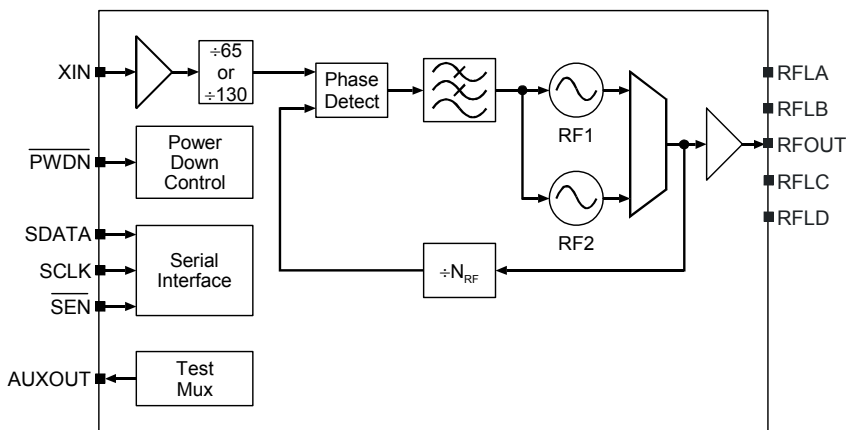 XIN
÷65
or
÷130
Phase
Detect
RF1
RF2
RFLA
RFLB
RFOUT
RFLC
RFLD
PWDN
Power
Down
Control
SDATA
SCLK
SEN
Serial
Interface
÷NRF
AUXOUT
Test
Mux